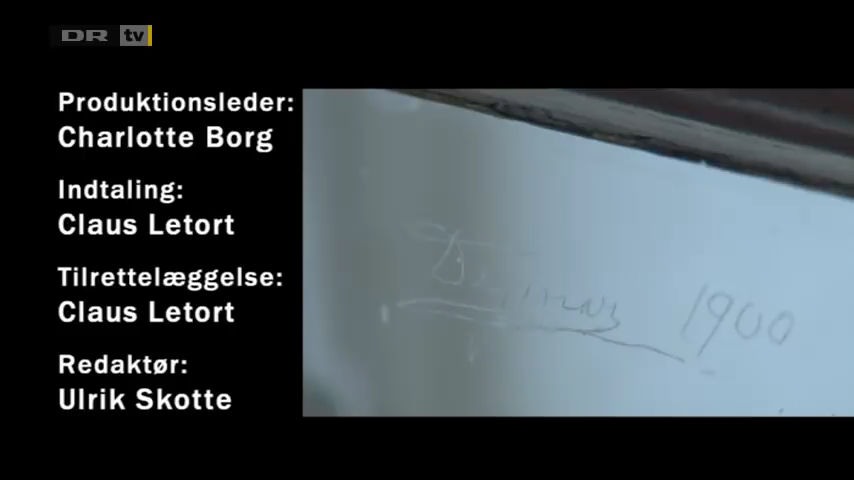 DR tv
Produktionsleder:
Charlotte Borg
Indtaling:
Claus Letort
Tilrettelæggelse:
Claus Letort
Redaktør:
Ulrik Skotte
1900